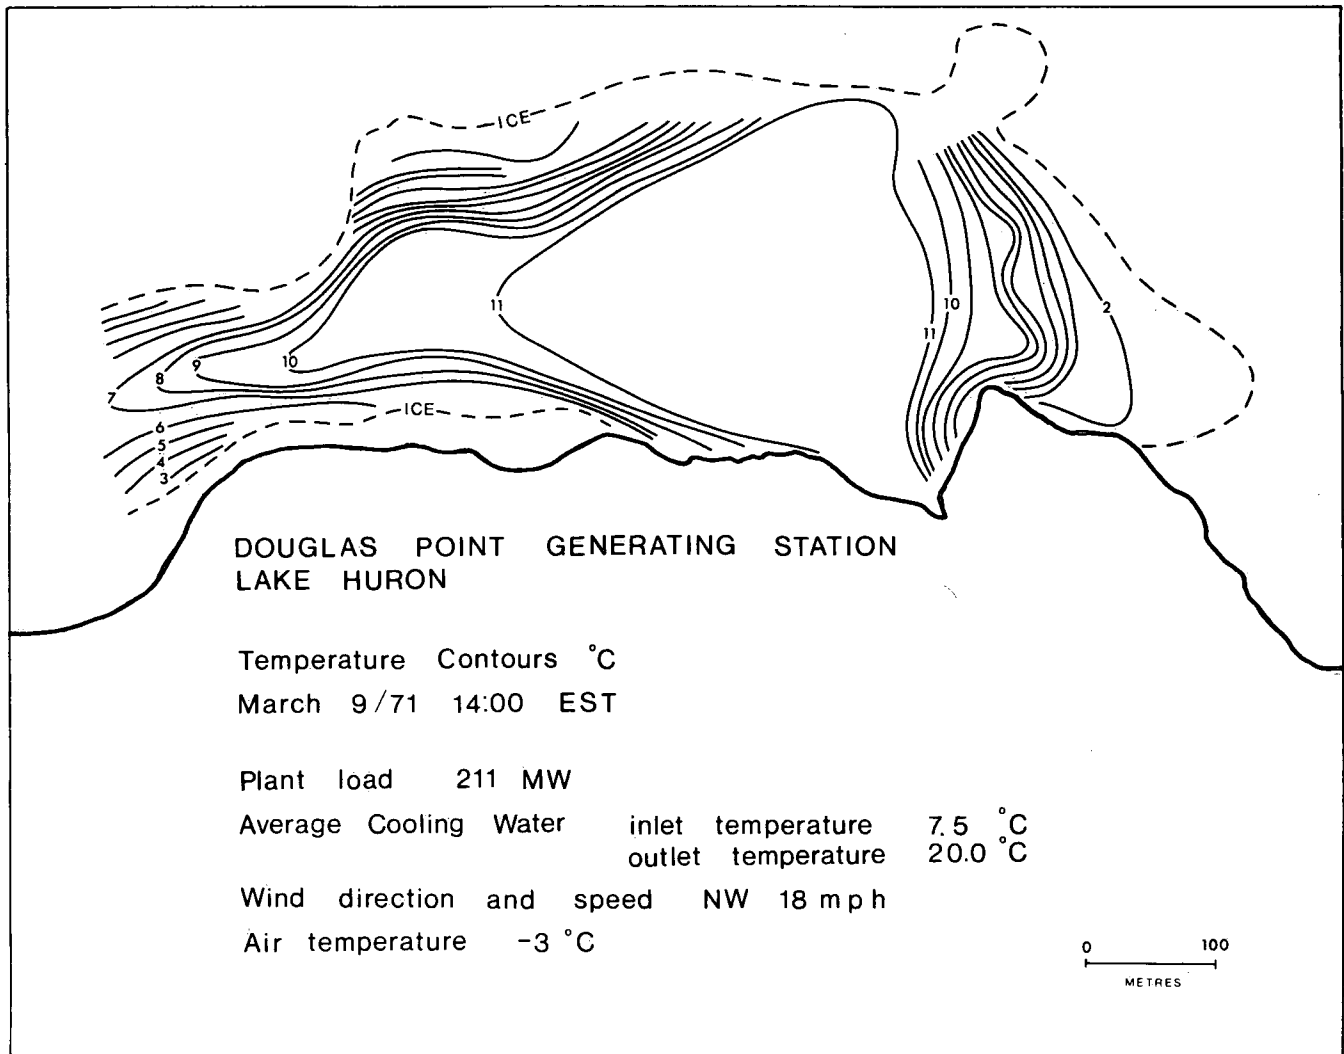 ICE
11
10
11
2
10
9
8
7
ICE
6
5
4
3
DOUGLAS POINT GENERATING STATION
LAKE HURON
Temperature Contours °C
March 9/71 14:00 EST
Plant load 211 MW
Average Cooling Water inlet temperature 7.5 °C
outlet temperature 20.0 °C
Wind direction and speed NW 18 mph
Air temperature -3 °C
0 100
METRES